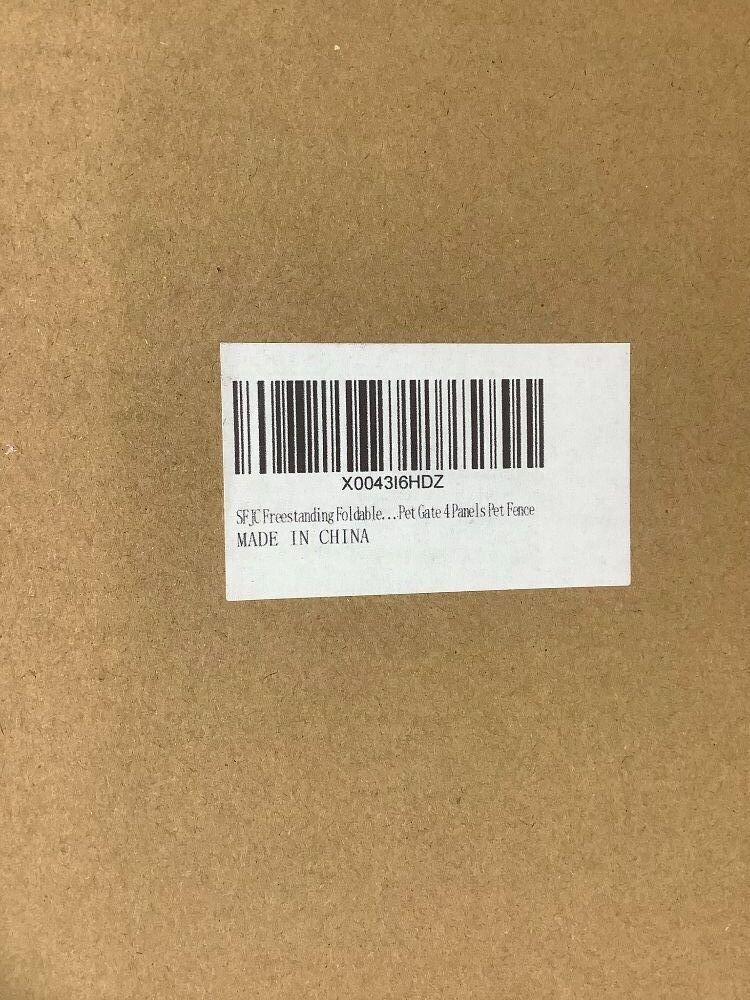 X0043I6HDZ
SFJC Freestanding Foldable...Pet Gate 4 Panels Pet Fence
MADE IN CHINA